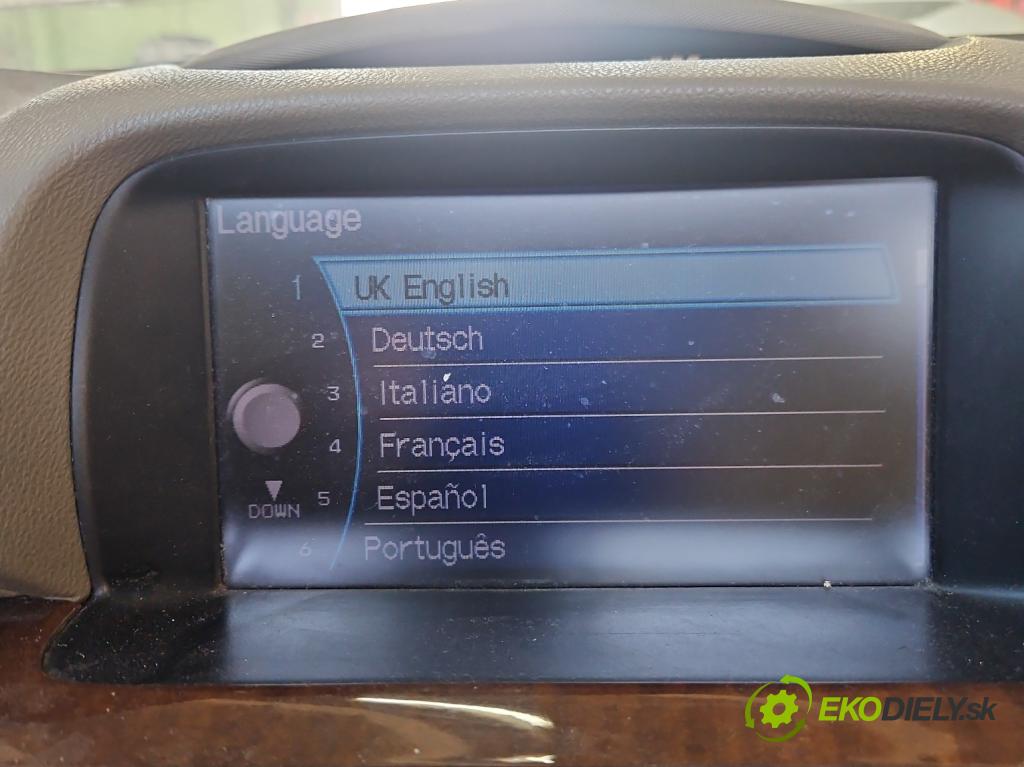 Language
1 UK English
2 Deutsch
3 Italiano
4 Français
5 Español
DOWN
6 Português
EKODIELY.sk